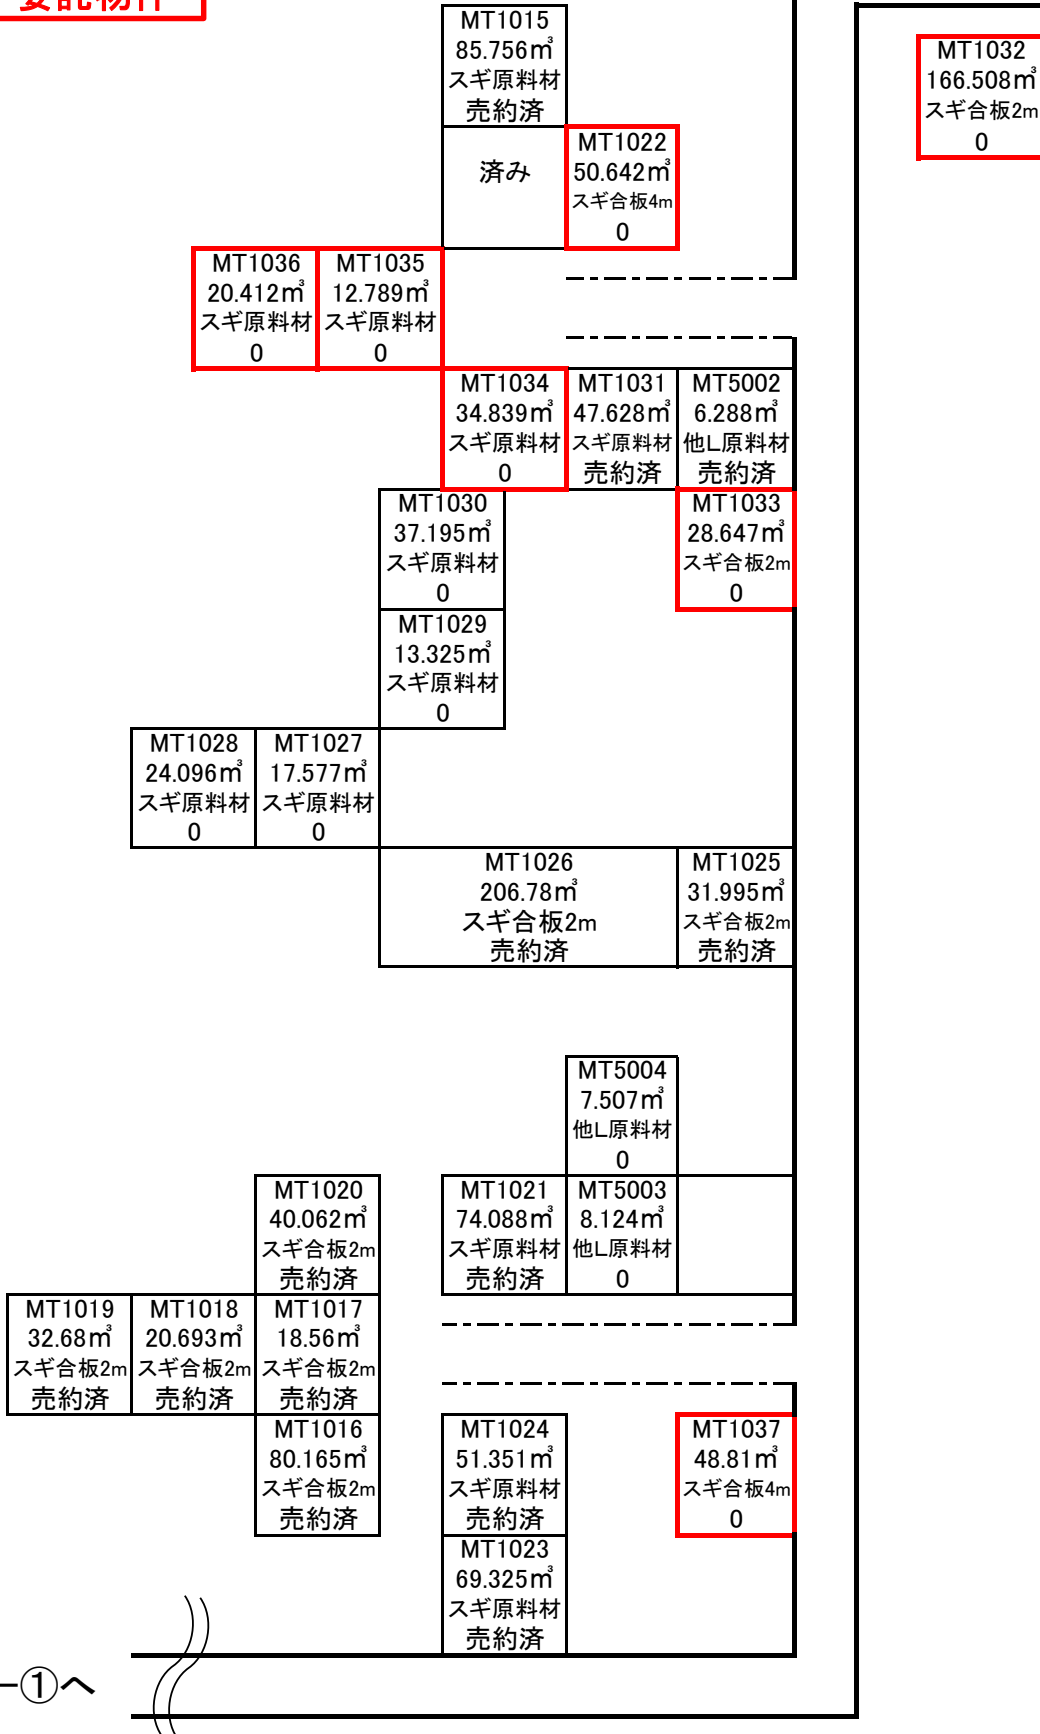 委託物件
MT1015
85.756㎥
スギ原料材
売約済
MT1032
166.508㎥
スギ合板2m
0
済み
MT1022
50.642㎥
スギ合板4m
0
MT1036
20.412㎥
スギ原料材
0
MT1035
12.789㎥
スギ原料材
0
MT1034
34.839㎥
スギ原料材
0
MT1031
47.628㎥
スギ原料材
売約済
MT5002
6.288㎥
他L原料材
売約済
MT1030
37.195㎥
スギ原料材
0
MT1033
28.647㎥
スギ合板2m
0
MT1029
13.325㎥
スギ原料材
0
MT1028
24.096㎥
スギ原料材
0
MT1027
17.577㎥
スギ原料材
0
MT1026
206.78㎥
スギ合板2m
売約済
MT1025
31.995㎥
スギ合板2m
売約済
MT5004
7.507㎥
他L原料材
0
MT1020
40.062㎥
スギ合板2m
売約済
MT1021
74.088㎥
スギ原料材
売約済
MT5003
8.124㎥
他L原料材
0
MT1019
32.68㎥
スギ合板2m
売約済
MT1018
20.693㎥
スギ合板2m
売約済
MT1017
18.56㎥
スギ合板2m
売約済
MT1016
80.165㎥
スギ合板2m
売約済
MT1024
51.351㎥
スギ原料材
売約済
MT1037
48.81㎥
スギ合板4m
0
MT1023
69.325㎥
スギ原料材
売約済
-①へ